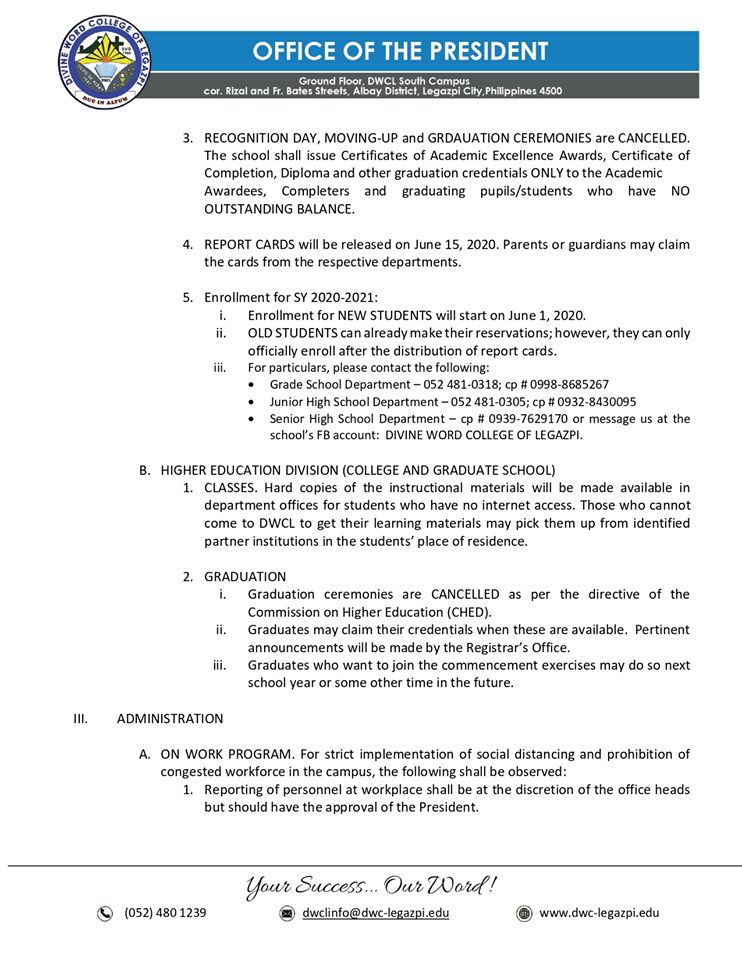 DIVINE WORD COLLEGE OF LEGAZPI
DUC IN ALTUM
OFFICE OF THE PRESIDENT
Ground Floor, DWCL South Campus
cor. Rizal and Fr. Bates Streets, Albay District, Legazpi City,Philippines 4500
3. RECOGNITION DAY, MOVING-UP and GRDAUATION CEREMONIES are CANCELLED.
The school shall issue Certificates of Academic Excellence Awards, Certificate of
Completion, Diploma and other graduation credentials ONLY to the Academic
Awardees, Completers and graduating pupils/students who have NO
OUTSTANDING BALANCE.
4. REPORT CARDS will be released on June 15, 2020. Parents or guardians may claim
the cards from the respective departments.
5. Enrollment for SY 2020-2021:
i. Enrollment for NEW STUDENTS will start on June 1, 2020.
ii. OLD STUDENTS can already make their reservations; however, they can only
officially enroll after the distribution of report cards.
iii. For particulars, please contact the following:
• Grade School Department – 052 481-0318; cp # 0998-8685267
• Junior High School Department – 052 481-0305; cp # 0932-8430095
• Senior High School Department – cp # 0939-7629170 or message us at the
school's FB account: DIVINE WORD COLLEGE OF LEGAZPI.
B. HIGHER EDUCATION DIVISION (COLLEGE AND GRADUATE SCHOOL)
1. CLASSES. Hard copies of the instructional materials will be made available in
department offices for students who have no internet access. Those who cannot
come to DWCL to get their learning materials may pick them up from identified
partner institutions in the students' place of residence.
2. GRADUATION
i. Graduation ceremonies are CANCELLED as per the directive of the
Commission on Higher Education (CHED).
ii. Graduates may claim their credentials when these are available. Pertinent
announcements will be made by the Registrar's Office.
iii. Graduates who want to join the commencement exercises may do so next
school year or some other time in the future.
III. ADMINISTRATION
A. ON WORK PROGRAM. For strict implementation of social distancing and prohibition of
congested workforce in the campus, the following shall be observed:
1. Reporting of personnel at workplace shall be at the discretion of the office heads
but should have the approval of the President.
Your Success... Our Word!
(052) 480 1239 dwclinfo@dwc-legazpi.edu www.dwc-legazpi.edu